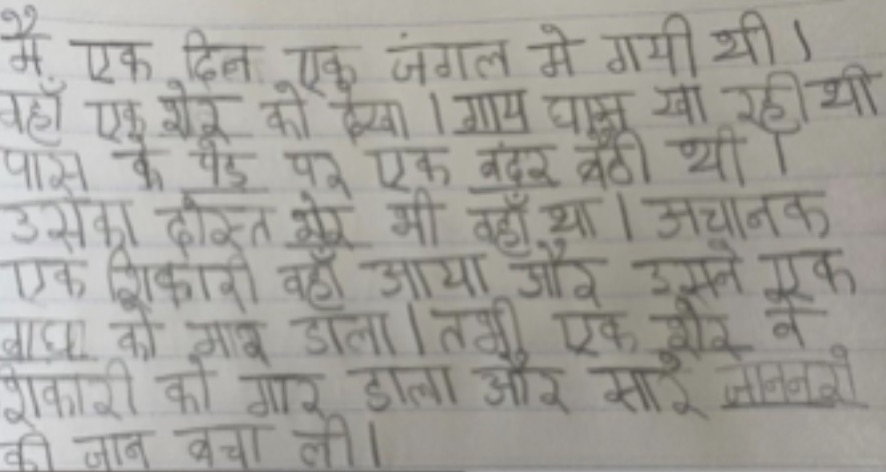 मैं एक दिन एक जंगल मे गयी थी।
वहाँ एक शेर को देखा। गाय घास खा रही थी
पास के पेड पर एक बंदर बैठी थी।
उसका दोस्त शेर भी वहाँ था। अचानक
एक शिकारी वहाँ आया और उसने एक
बाघ को मार डाला। तभी एक शेर ने
शिकारी को मार डाला और सारे
की जान बचा ली।